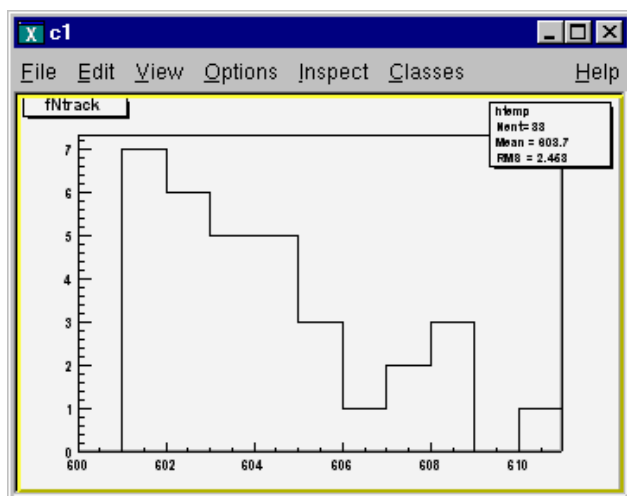 X c1
File Edit View Options Inspect Classes Help
fNtrack
htemp
Nent= 33
Mean = 603.7
RMS = 2.453
7
6
5
4
3
2
1
0
600 602 604 606 608 610